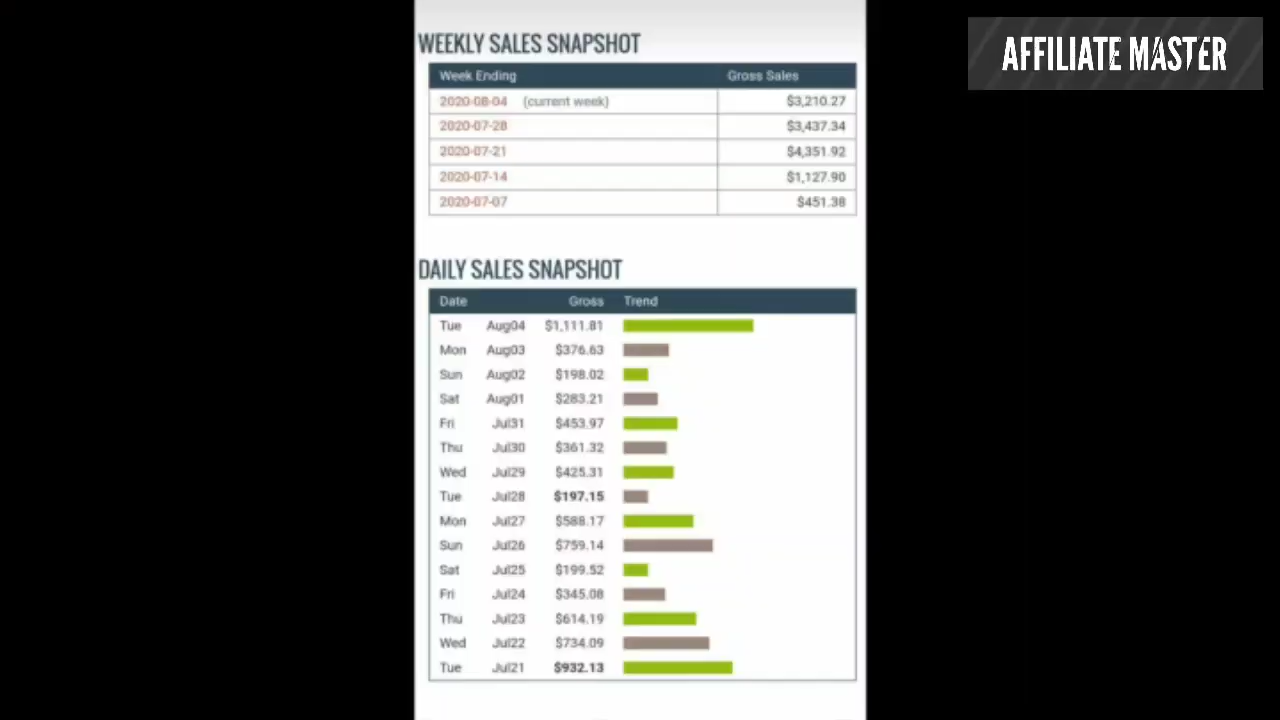 AFFILIATE MASTER
WEEKLY SALES SNAPSHOT
Week Ending Gross Sales
2020-08-04 (current week) $3,210.27
2020-07-28 $3,437.34
2020-07-21 $4,351.92
2020-07-14 $1,127.90
2020-07-07 $451.38
DAILY SALES SNAPSHOT
Date Gross Trend
Tue Aug04 $1,111.81
Mon Aug03 $376.63
Sun Aug02 $198.02
Sat Aug01 $283.21
Fri Jul31 $453.97
Thu Jul30 $361.32
Wed Jul29 $425.31
Tue Jul28 $197.15
Mon Jul27 $588.17
Sun Jul26 $759.14
Sat Jul25 $199.52
Fri Jul24 $345.08
Thu Jul23 $614.19
Wed Jul22 $734.09
Tue Jul21 $932.13